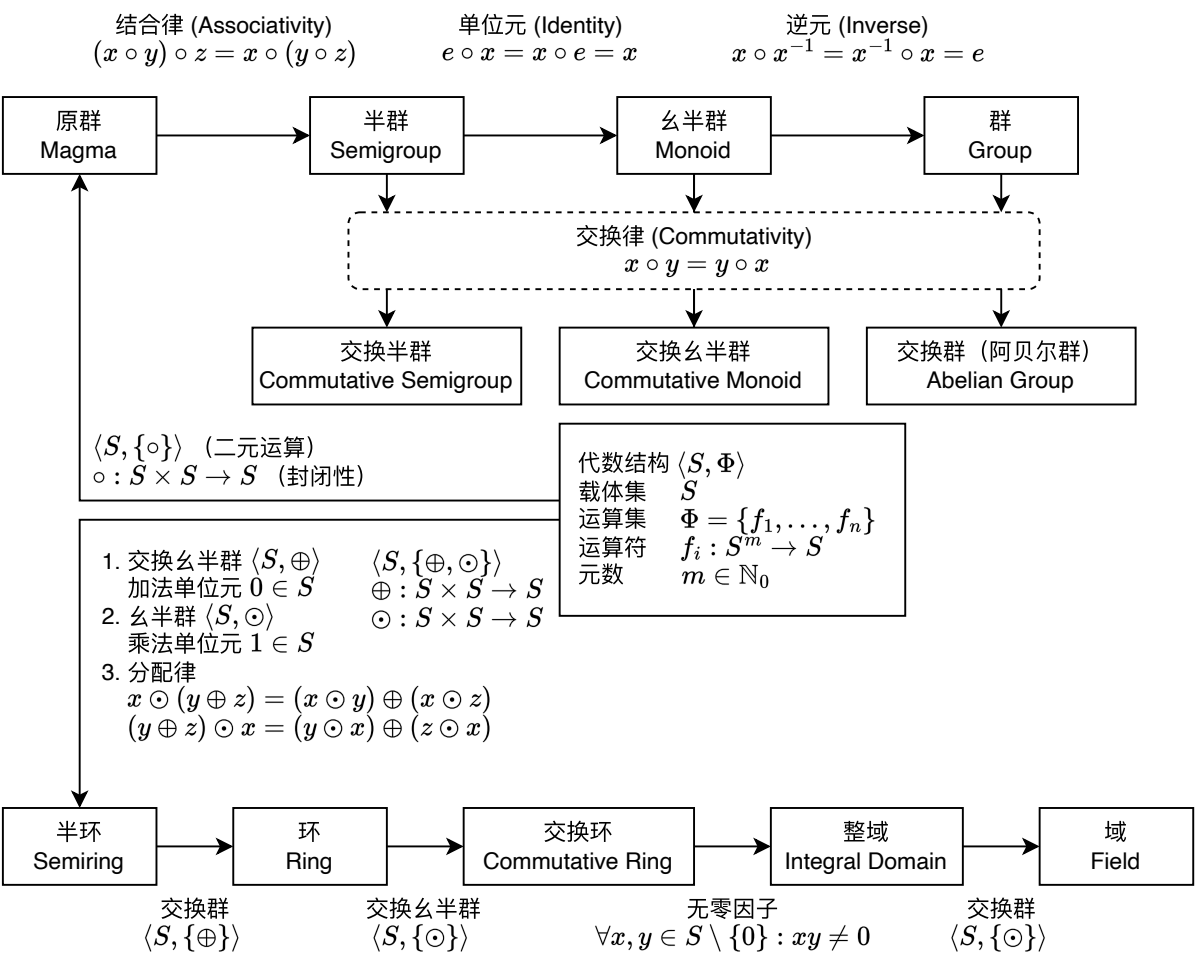 结合律 (Associativity)
(x ∘ y) ∘ z = x ∘ (y ∘ z)
单位元 (Identity)
e ∘ x = x ∘ e = x
逆元 (Inverse)
x ∘ x⁻¹ = x⁻¹ ∘ x = e
原群
Magma
半群
Semigroup
幺半群
Monoid
群
Group
交换律 (Commutativity)
x ∘ y = y ∘ x
交换半群
Commutative Semigroup
交换幺半群
Commutative Monoid
交换群（阿贝尔群）
Abelian Group
⟨S, {∘}⟩（二元运算）
∘ : S × S → S （封闭性）
代数结构 ⟨S, Φ⟩
载体集 S
运算集 Φ = {f₁, …, fₙ}
运算符 fᵢ : Sᵐ → S
元数 m ∈ ℕ₀
1. 交换幺半群 ⟨S, ⊕⟩
加法单位元 0 ∈ S
2. 幺半群 ⟨S, ⊙⟩
乘法单位元 1 ∈ S
3. 分配律
x ⊙ (y ⊕ z) = (x ⊙ y) ⊕ (x ⊙ z)
(y ⊕ z) ⊙ x = (y ⊙ x) ⊕ (z ⊙ x)
⟨S, {⊕, ⊙}⟩
⊕ : S × S → S
⊙ : S × S → S
半环
Semiring
环
Ring
交换环
Commutative Ring
整域
Integral Domain
域
Field
交换群
⟨S, {⊕}⟩
交换幺半群
⟨S, {⊙}⟩
无零因子
∀x, y ∈ S \ {0} : xy ≠ 0
交换群
⟨S, {⊙}⟩